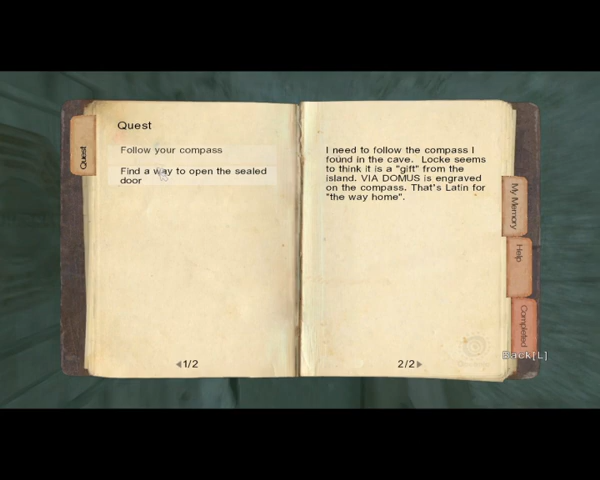 Quest
Quest
Follow your compass
Find a way to open the sealed
door
I need to follow the compass I
found in the cave.  Locke seems
to think it is a "gift" from the
island. VIA DOMUS is engraved
on the compass. That's Latin for
"the way home".
My Memory
Help
Completed
Back[L]
1/2
2/2